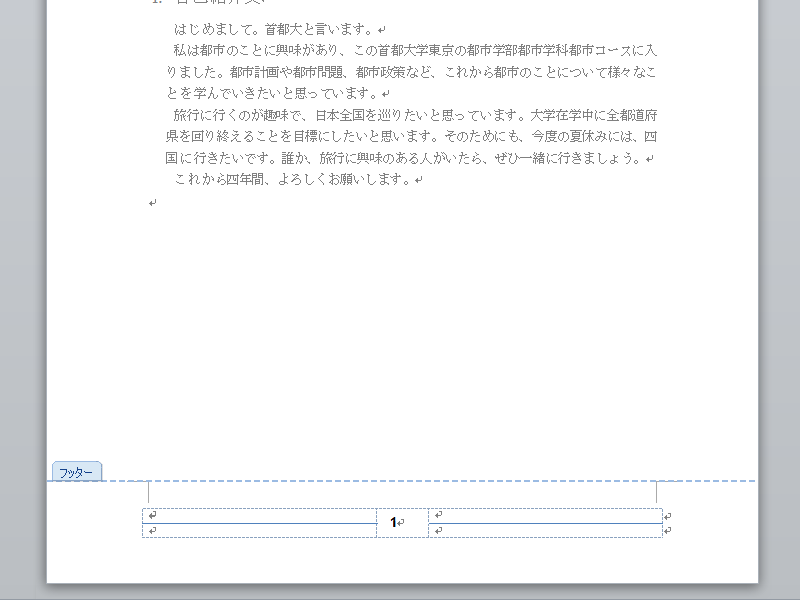 はじめまして。首都大と言います。
私は都市のことに興味があり、この首都大学東京の都市学部都市学科都市コースに入
りました。都市計画や都市問題、都市政策など、これから都市のことについて様々なこ
とを学んでいきたいと思っています。
旅行に行くのが趣味で、日本全国を巡りたいと思っています。大学在学中に全都道府
県を回り終えることを目標にしたいと思います。そのためにも、今度の夏休みには、四
国に行きたいです。誰か、旅行に興味のある人がいたら、ぜひ一緒に行きましょう。
これから四年間、よろしくお願いします。
フッター
1